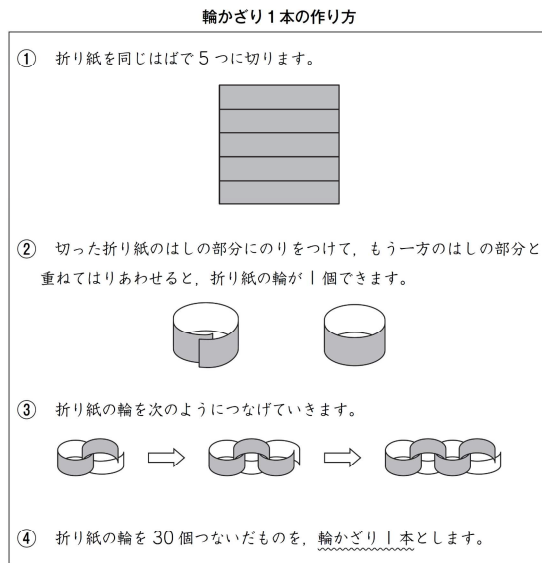 輪かざり1本の作り方
① 折り紙を同じはばで5つに切ります。
② 切った折り紙のはしの部分にのりをつけて，もう一方のはしの部分と
重ねてはりあわせると，折り紙の輪が1個できます。
③ 折り紙の輪を次のようにつなげていきます。
④ 折り紙の輪を30個つないだものを，輪かざり1本とします。